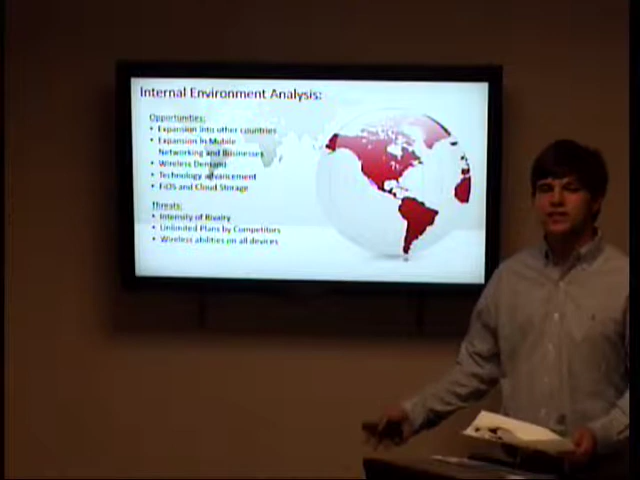 Internal Environment Analysis:
Opportunities:
• Expansion into other countries
• Expansion in Mobile
Networking and Businesses
• Wireless Demand
• Technology advancement
• FiOS and Cloud Storage
Threats:
• Intensity of Rivalry
• Unlimited Plans by Competitors
• Wireless abilities on all devices